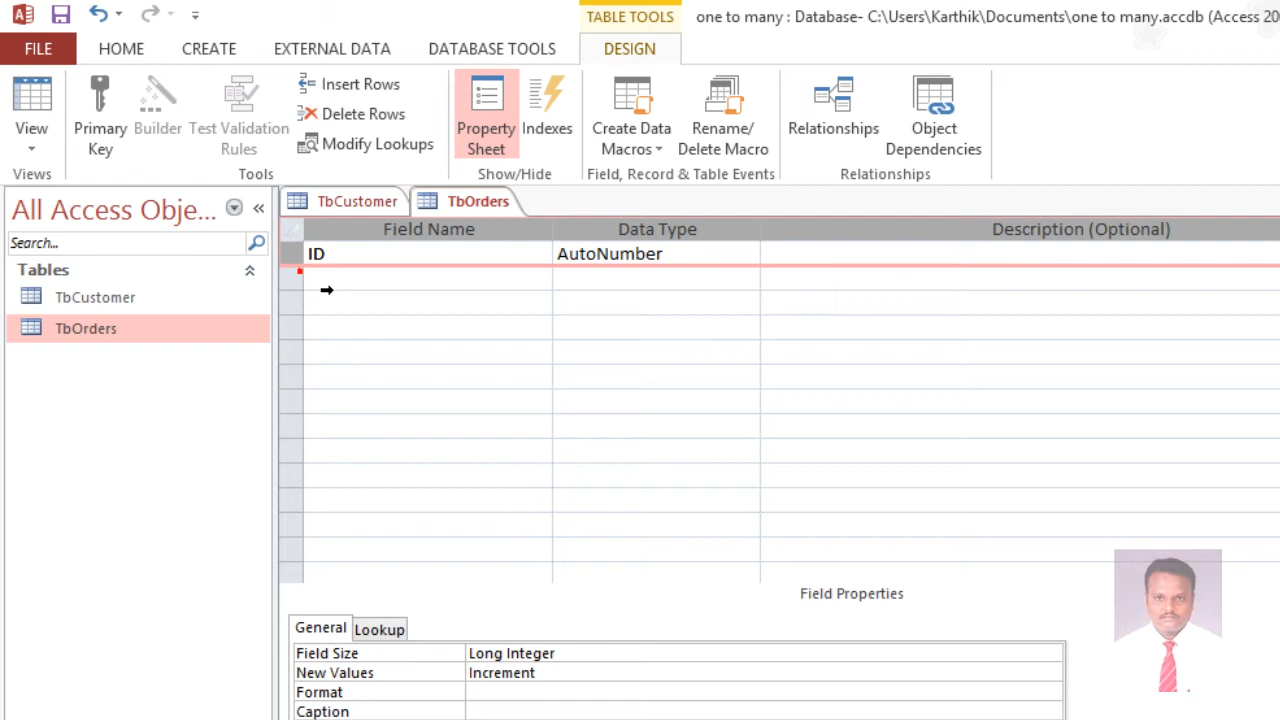 TABLE TOOLS
one to many : Database- C:\Users\Karthik\Documents\one to many.accdb (Access 20
FILE HOME CREATE EXTERNAL DATA DATABASE TOOLS DESIGN
View
Primary Key
Builder
Test Validation Rules
Insert Rows
Delete Rows
Modify Lookups
Property Sheet
Indexes
Create Data Macros
Rename/ Delete Macro
Relationships
Object Dependencies
Views Tools Show/Hide Field, Record & Table Events Relationships
All Access Obje...
Search...
Tables
TbCustomer
TbOrders
TbCustomer TbOrders
Field Name Data Type Description (Optional)
ID AutoNumber
Field Properties
General Lookup
Field Size Long Integer
New Values Increment
Format
Caption